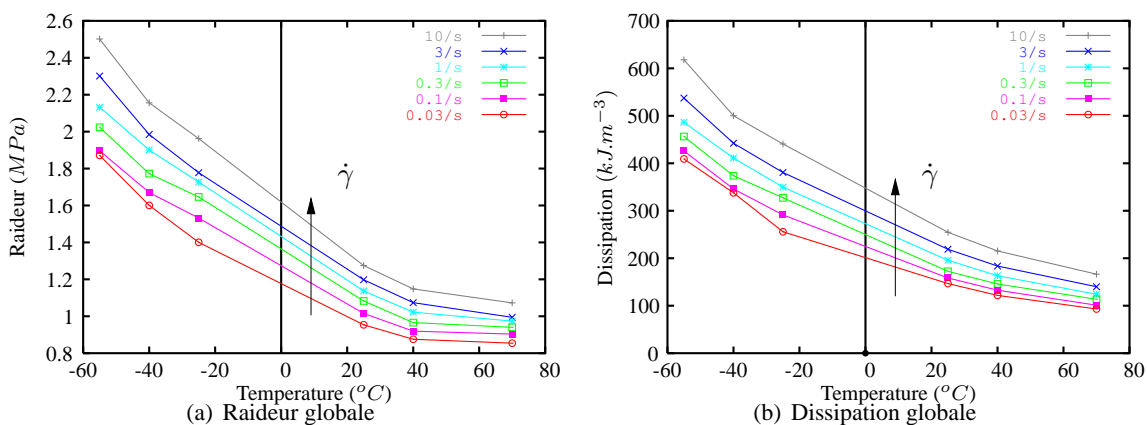 2.6
2.4
2.2
2
1.8
1.6
1.4
1.2
1
0.8
Raideur (MPa)
10/s
3/s
1/s
0.3/s
0.1/s
0.03/s
γ̇
-60 -40 -20 0 20 40 60 80
Temperature (°C)
(a) Raideur globale
700
600
500
400
300
200
100
0
Dissipation (kJ.m⁻³)
10/s
3/s
1/s
0.3/s
0.1/s
0.03/s
γ̇
-60 -40 -20 0 20 40 60 80
Temperature (°C)
(b) Dissipation globale